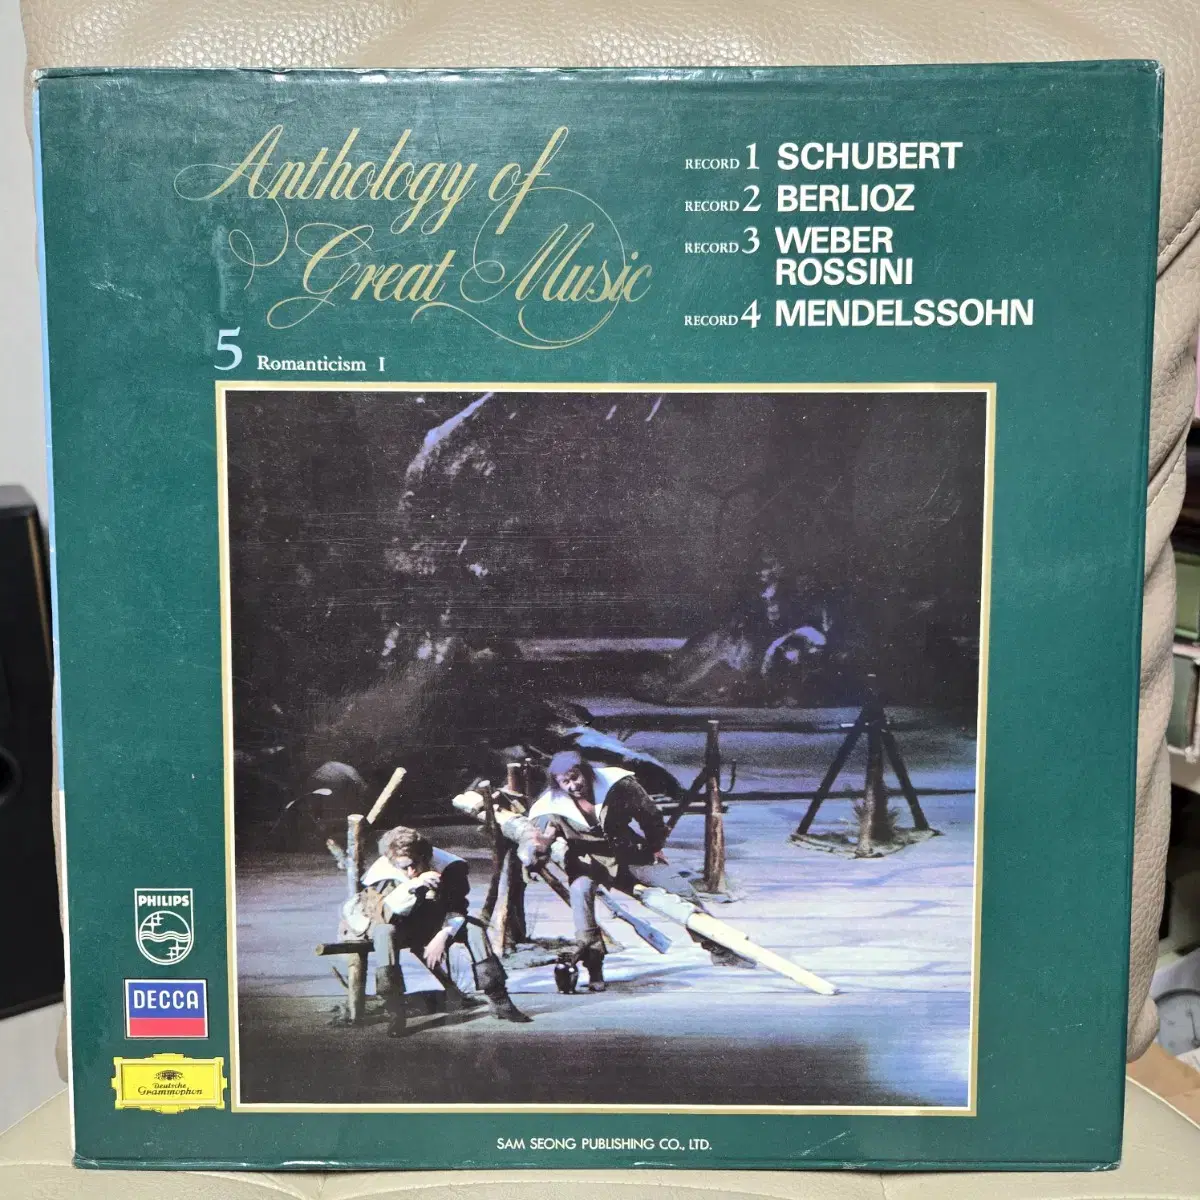 Anthology of
Great Music
5 Romanticism I
RECORD 1 SCHUBERT
RECORD 2 BERLIOZ
RECORD 3 WEBER
ROSSINI
RECORD 4 MENDELSSOHN
PHILIPS
DECCA
Deutsche
Grammophon
SAM SEONG PUBLISHING CO., LTD.